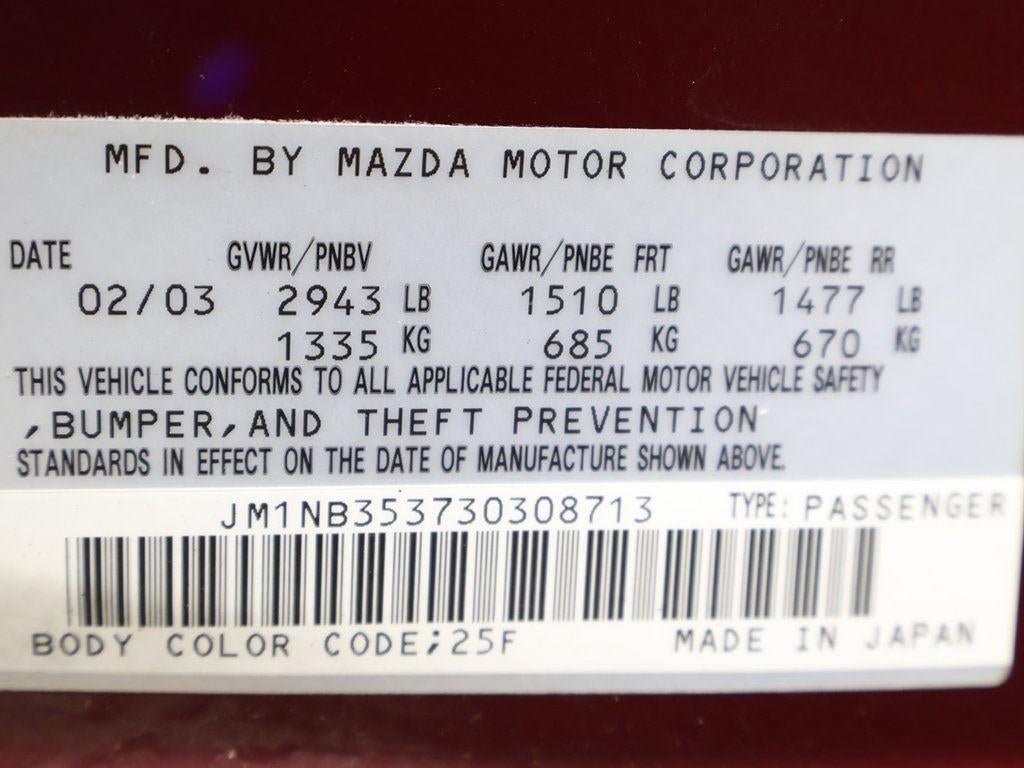 MFD. BY MAZDA MOTOR CORPORATION
DATE GVWR/PNBV GAWR/PNBE FRT GAWR/PNBE RR
02/03 2943 LB 1510 LB 1477 LB
1335 KG 685 KG 670 KG
THIS VEHICLE CONFORMS TO ALL APPLICABLE FEDERAL MOTOR VEHICLE SAFETY
,BUMPER,AND THEFT PREVENTION
STANDARDS IN EFFECT ON THE DATE OF MANUFACTURE SHOWN ABOVE.
JM1NB353730308713 TYPE: PASSENGER
BODY COLOR CODE;25F MADE IN JAPAN